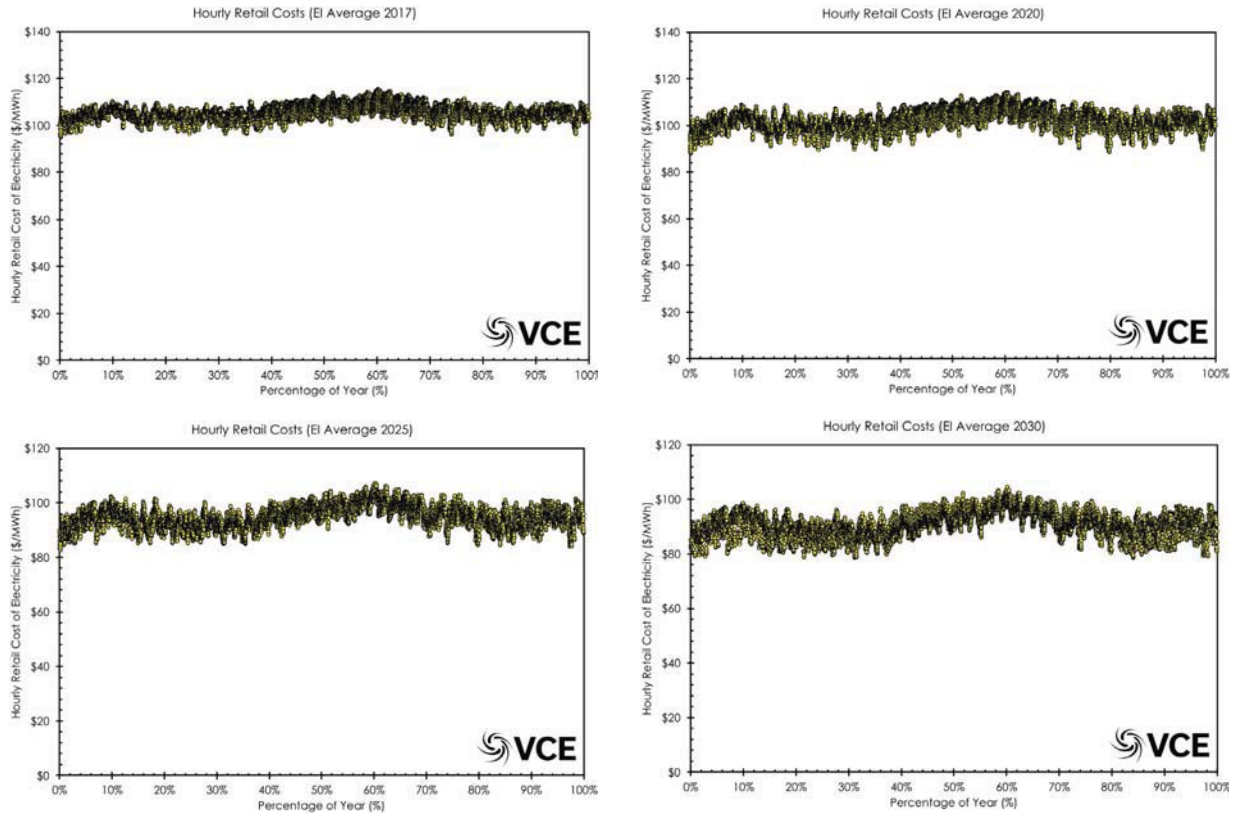 Hourly Retail Costs (EI Average 2017)
Hourly Retail Cost of Electricity ($/MWh)
$140
$120
$100
$80
$60
$40
$20
$0
0% 10% 20% 30% 40% 50% 60% 70% 80% 90% 100%
Percentage of Year (%)
VCE
Hourly Retail Costs (EI Average 2020)
Hourly Retail Cost of Electricity ($/MWh)
$140
$120
$100
$80
$60
$40
$20
$0
0% 10% 20% 30% 40% 50% 60% 70% 80% 90% 100%
Percentage of Year (%)
VCE
Hourly Retail Costs (EI Average 2025)
Hourly Retail Cost of Electricity ($/MWh)
$120
$100
$80
$60
$40
$20
$0
0% 10% 20% 30% 40% 50% 60% 70% 80% 90% 100%
Percentage of Year (%)
VCE
Hourly Retail Costs (EI Average 2030)
Hourly Retail Cost of Electricity ($/MWh)
$120
$100
$80
$60
$40
$20
$0
0% 10% 20% 30% 40% 50% 60% 70% 80% 90% 100%
Percentage of Year (%)
VCE